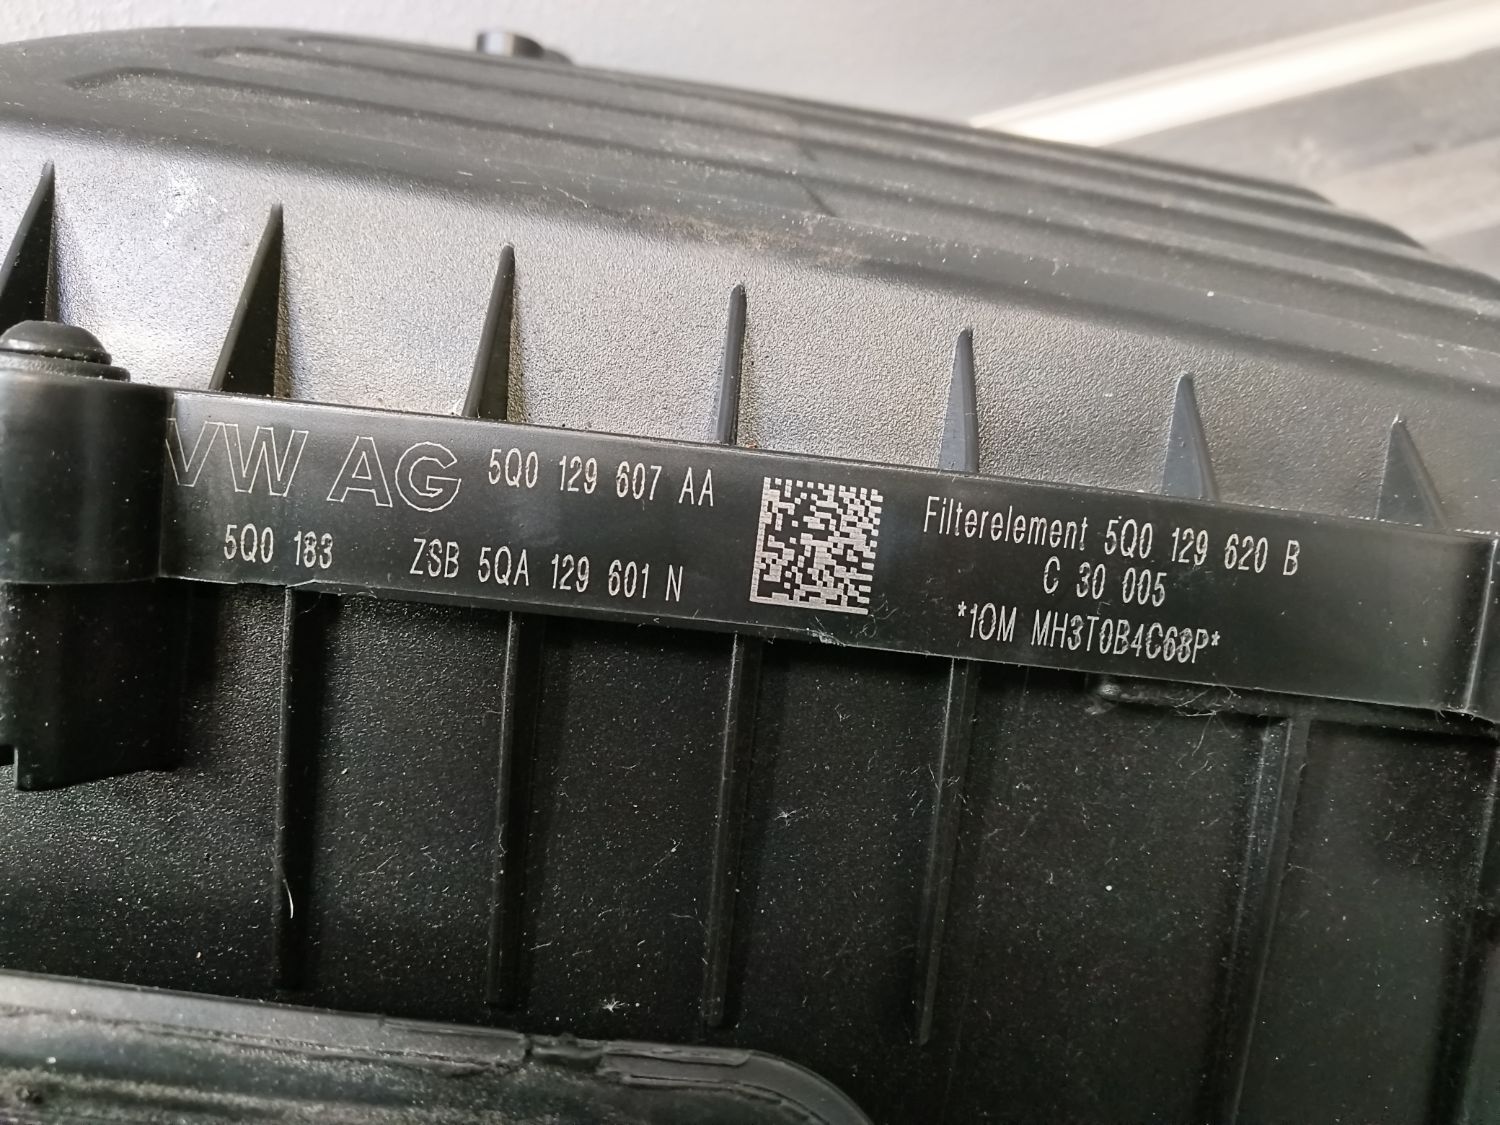 VW AG 5Q0 129 607 AA
5Q0 183 ZSB 5QA 129 601 N
Filterelement 5Q0 129 620 B
C 30 005
*1OM MH3T0B4C68P*